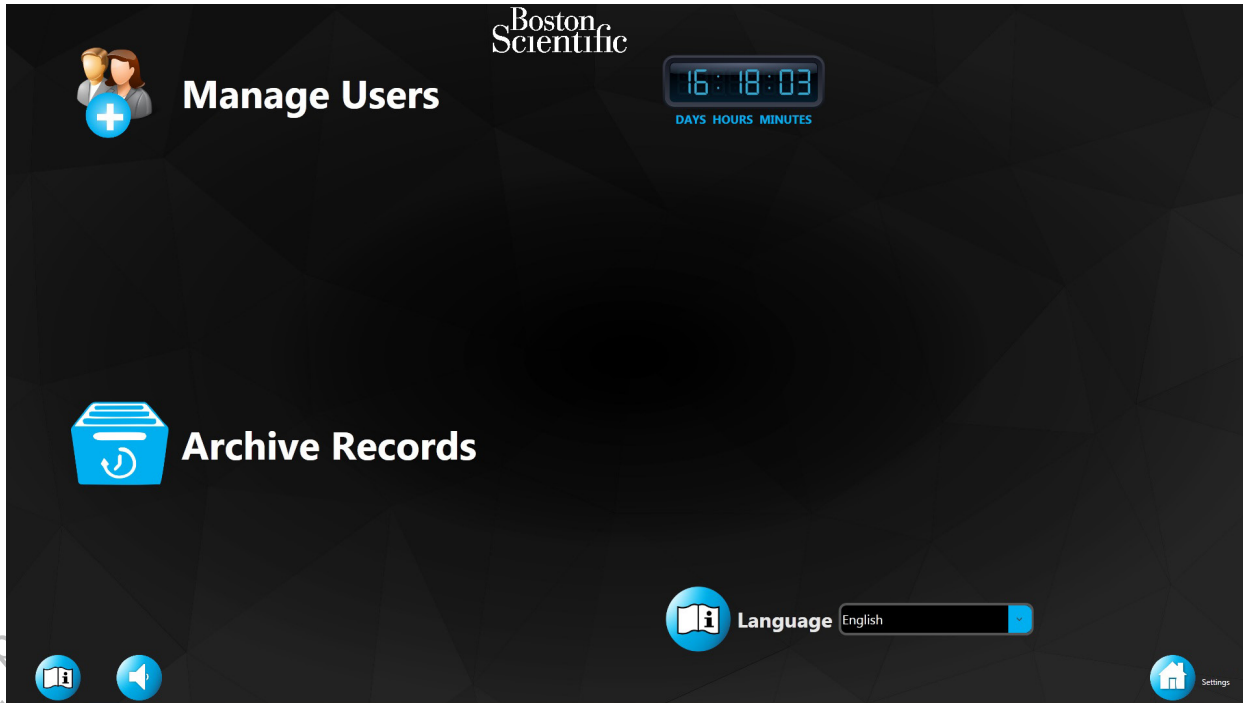 Boston
Scientific
Manage Users
16:18:03
DAYS HOURS MINUTES
Archive Records
Language English
Settings